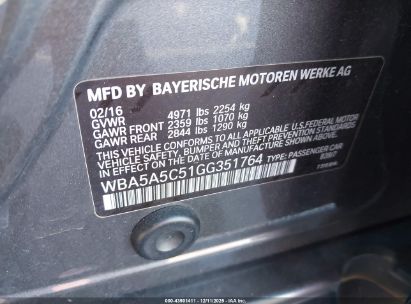 MFD BY BAYERISCHE MOTOREN WERKE AG
02/16
GVWR 4971 lbs 2254 kg
GAWR FRONT 2359 lbs 1070 kg
GAWR REAR 2844 lbs 1290 kg
THIS VEHICLE CONFORMS TO ALL APPLICABLE U.S. FEDERAL MOTOR
VEHICLE SAFETY, BUMPER, AND THEFT PREVENTION STANDARDS
IN EFFECT ON THE DATE OF MANUFACTURE SHOWN ABOVE.
WBA5A5C51GG351764 TYPE: PASSENGER CAR